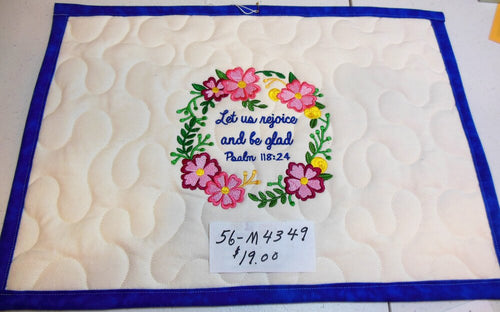 Let us rejoice
and be glad
Psalm 118:24
56-M4349
$19.00